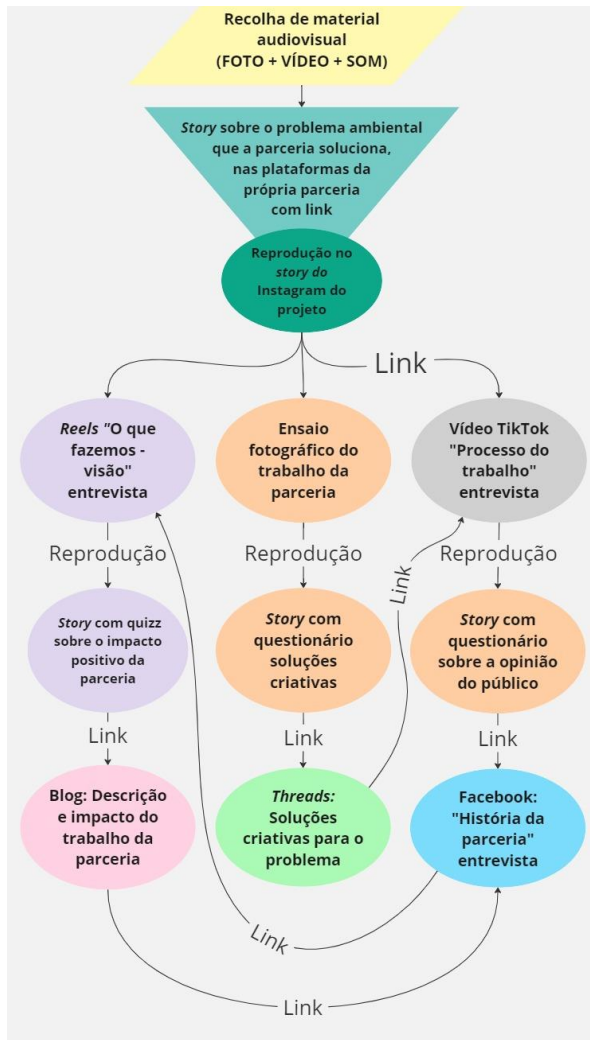 Recolha de material
audiovisual
(FOTO + VÍDEO + SOM)
Story sobre o problema ambiental
que a parceria soluciona,
nas plataformas da
própria parceria
com link
Reprodução no
story do
Instagram do
projeto
Link
Reels "O que
fazemos -
visão"
entrevista
Ensaio
fotográfico do
trabalho da
parceria
Vídeo TikTok
"Processo do
trabalho"
entrevista
Reprodução
Reprodução
Reprodução
Link
Story com quizz
sobre o impacto
positivo da
parceria
Story com
questionário
soluções
criativas
Story com
questionário
sobre a opinião
do público
Link
Link
Link
Blog: Descrição
e impacto do
trabalho da
parceria
Threads:
Soluções
criativas para o
problema
Facebook:
"História da
parceria"
entrevista
Link
Link